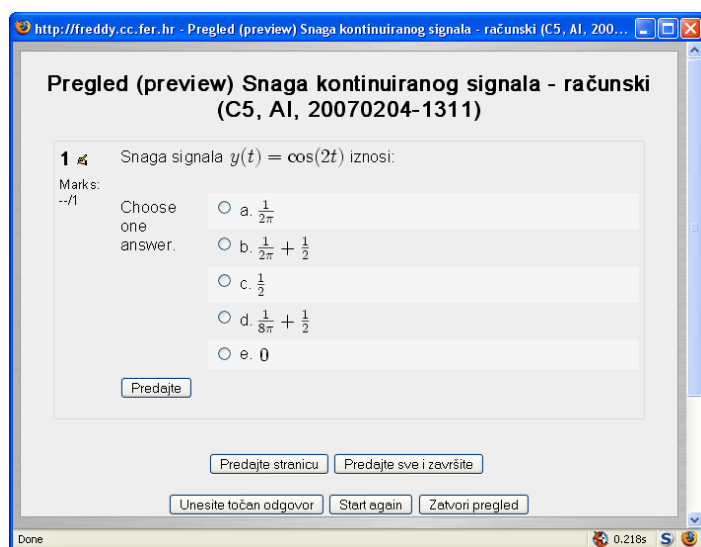 http://freddy.cc.fer.hr - Pregled (preview) Snaga kontinuiranog signala - računski (C5, AI, 200...
Pregled (preview) Snaga kontinuiranog signala - računski
(C5, AI, 20070204-1311)
1 Snaga signala y(t) = cos(2t) iznosi:
Marks:
--/1
Choose
one
answer.
a. 1/2π
b. 1/2π + 1/2
c. 1/2
d. 1/8π + 1/2
e. 0
Predajte
Predajte stranicu Predajte sve i završite
Unesite točan odgovor Start again Zatvori pregled
Done 0.218s S